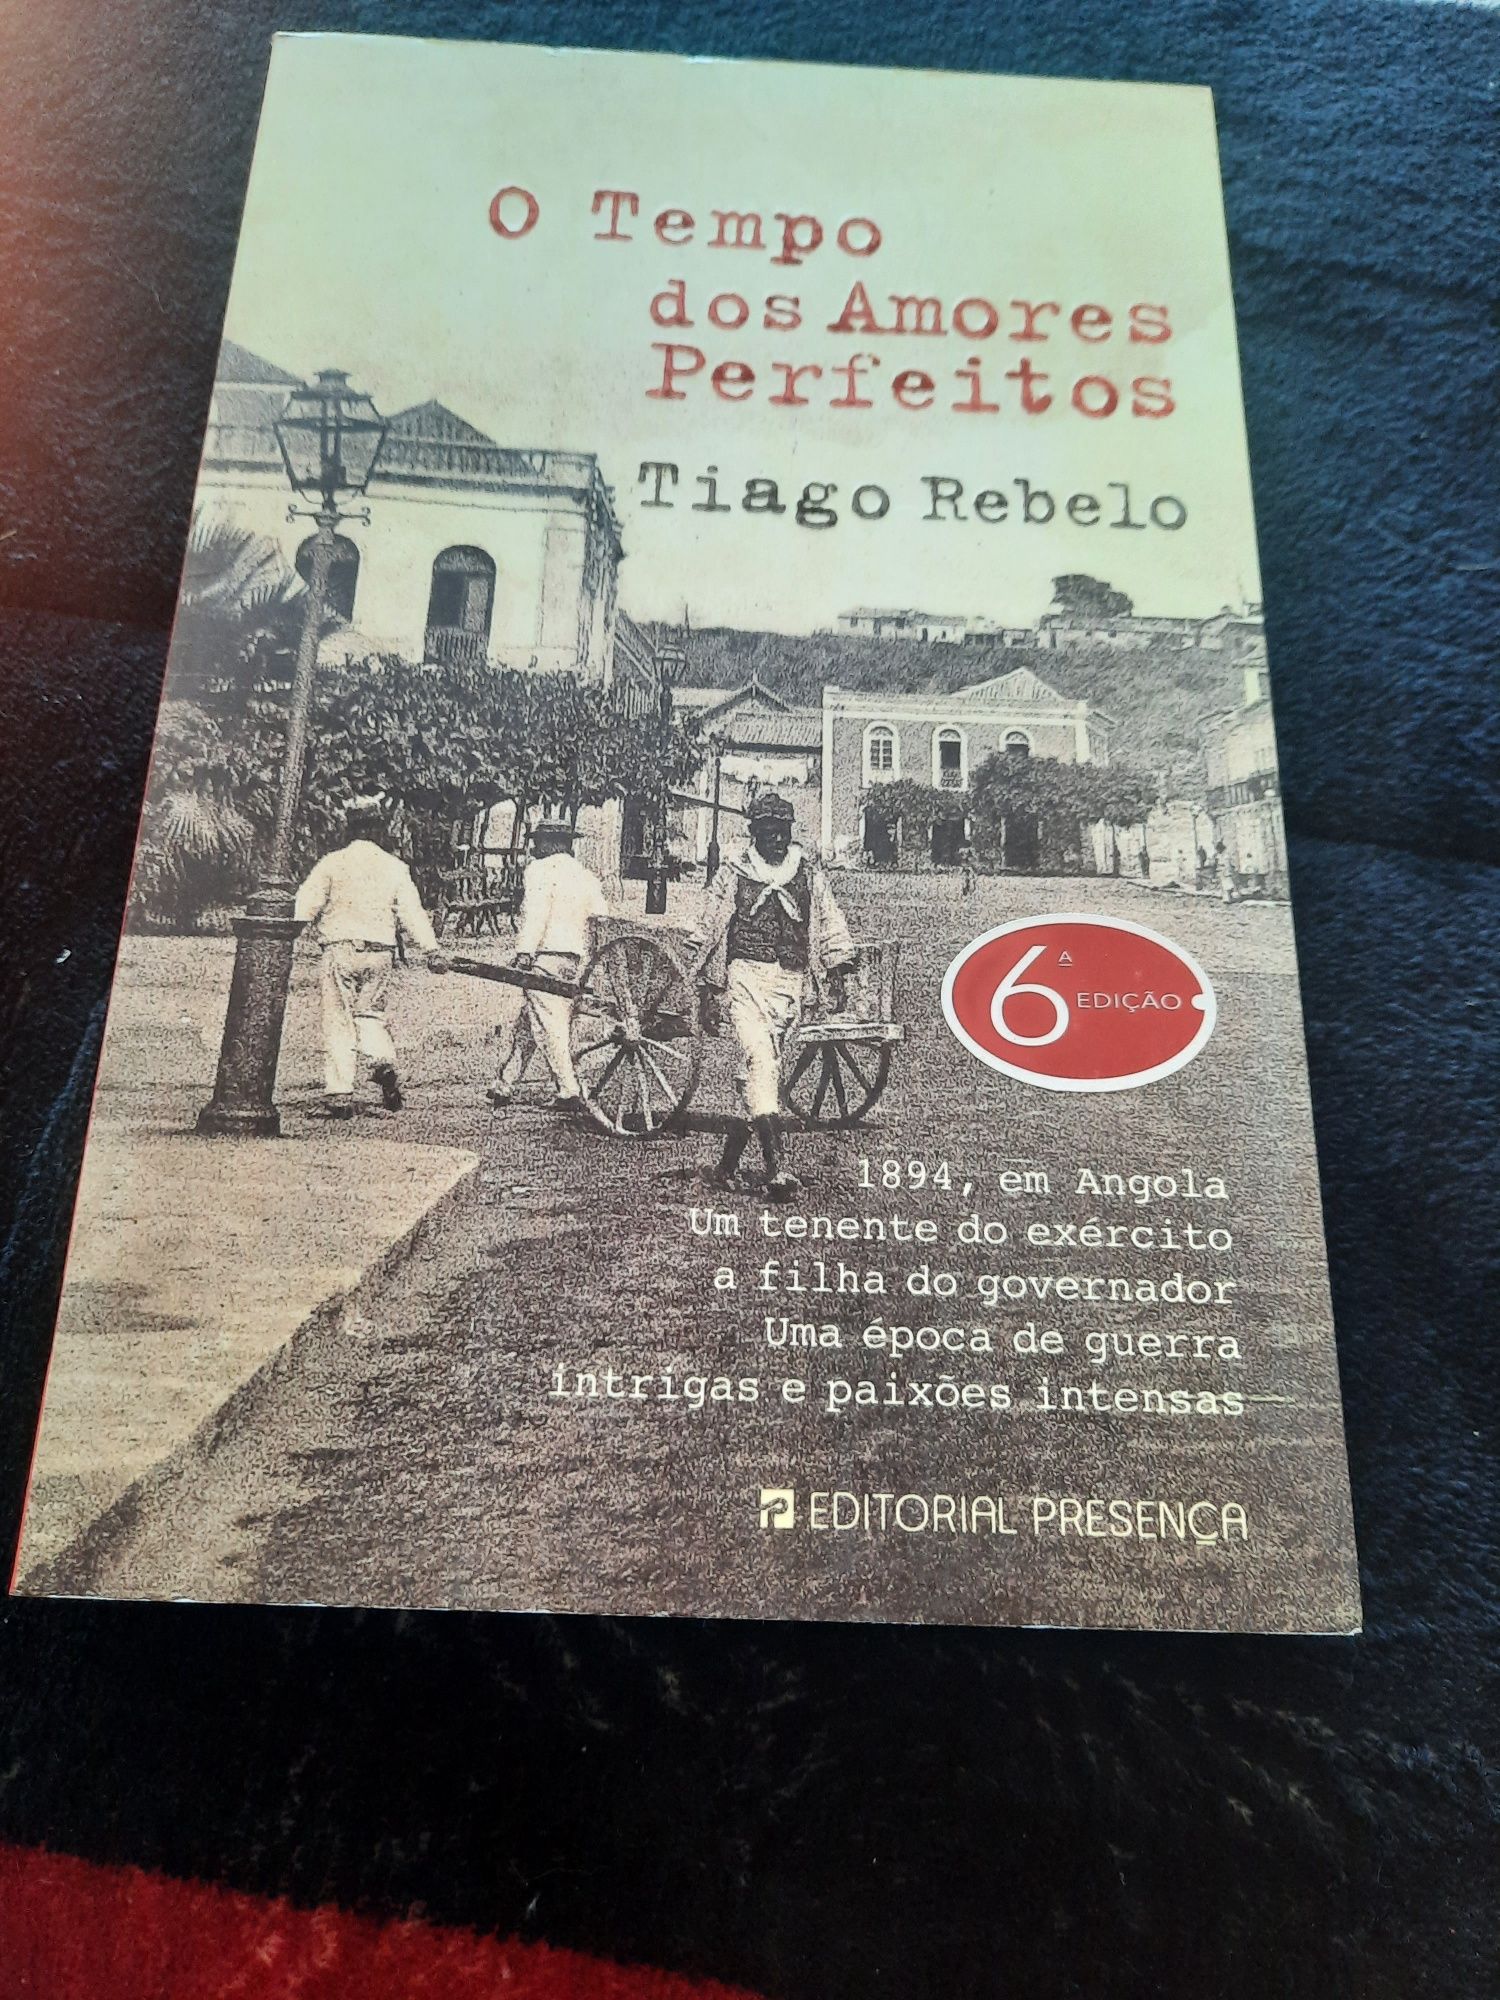 O Tempo
dos Amores
Perfeitos
Tiago Rebelo
6ª EDIÇÃO
1894, em Angola
Um tenente do exército
a filha do governador
Uma época de guerra
intrigas e paixões intensas
EDITORIAL PRESENÇA